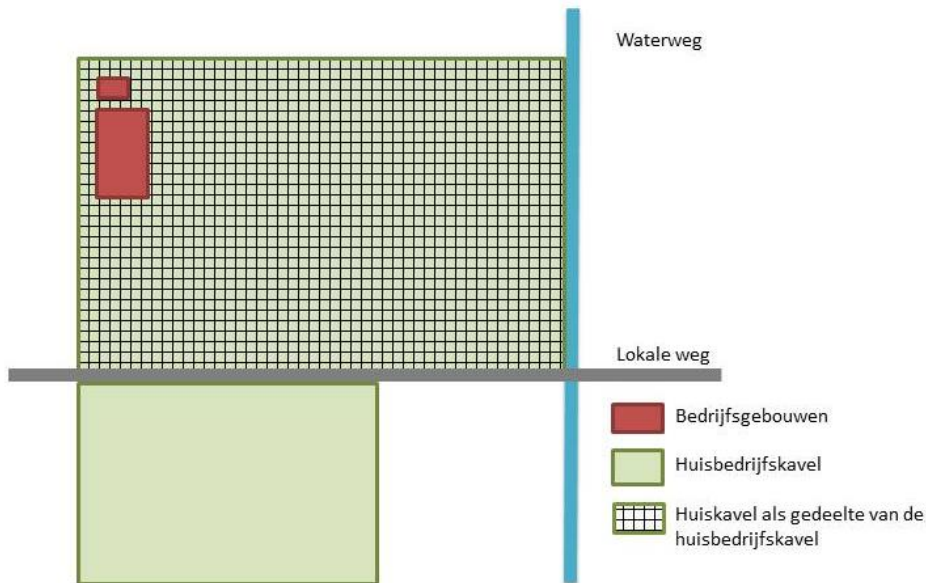 Waterweg
Lokale weg
Bedrijfsgebouwen
Huisbedrijfskavel
Huiskavel als gedeelte van de
huisbedrijfskavel